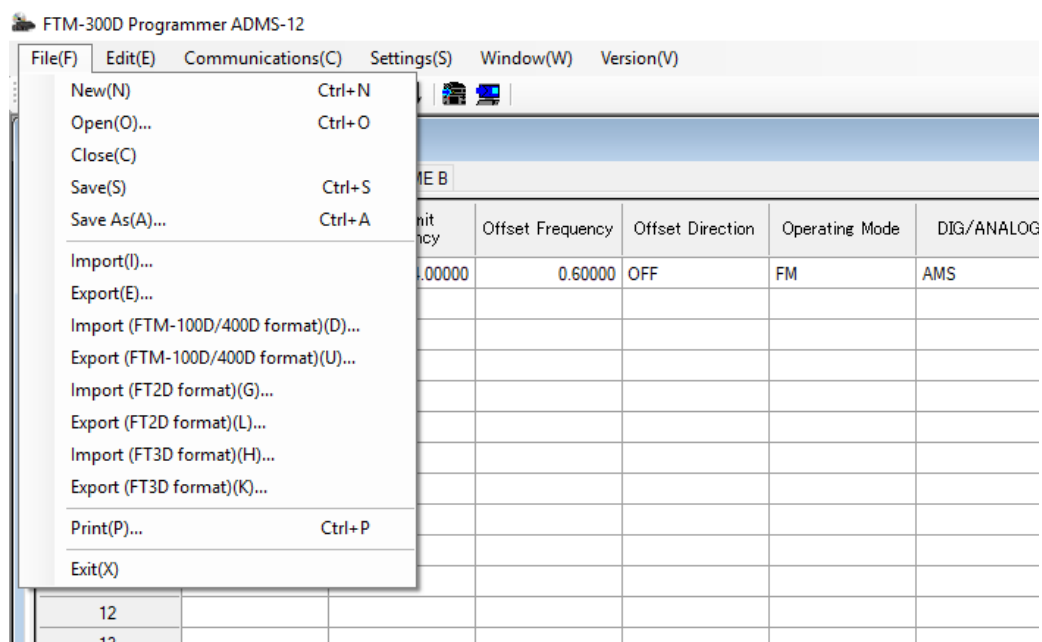 FTM-300D Programmer ADMS-12
File(F) Edit(E) Communications(C) Settings(S) Window(W) Version(V)
New(N) Ctrl+N
Open(O)... Ctrl+O
Close(C)
Save(S) Ctrl+S
Save As(A)... Ctrl+A
Import(I)...
Export(E)...
Import (FTM-100D/400D format)(D)...
Export (FTM-100D/400D format)(U)...
Import (FT2D format)(G)...
Export (FT2D format)(L)...
Import (FT3D format)(H)...
Export (FT3D format)(K)...
Print(P)... Ctrl+P
Exit(X)
ME B
Offset Frequency Offset Direction Operating Mode DIG/ANALOG
.00000 0.60000 OFF FM AMS
12